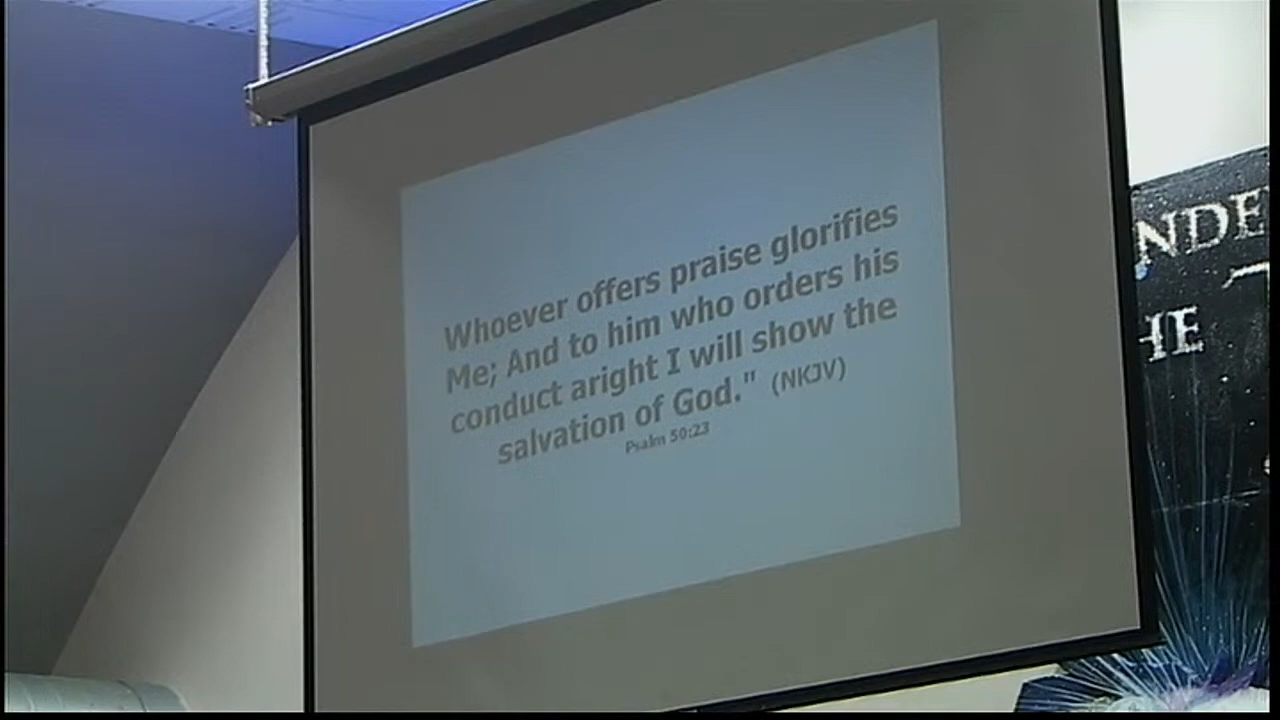 Whoever offers praise glorifies
Me; And to him who orders his
conduct aright I will show the
salvation of God." (NKJV)
Psalm 50:23
NDE
HE